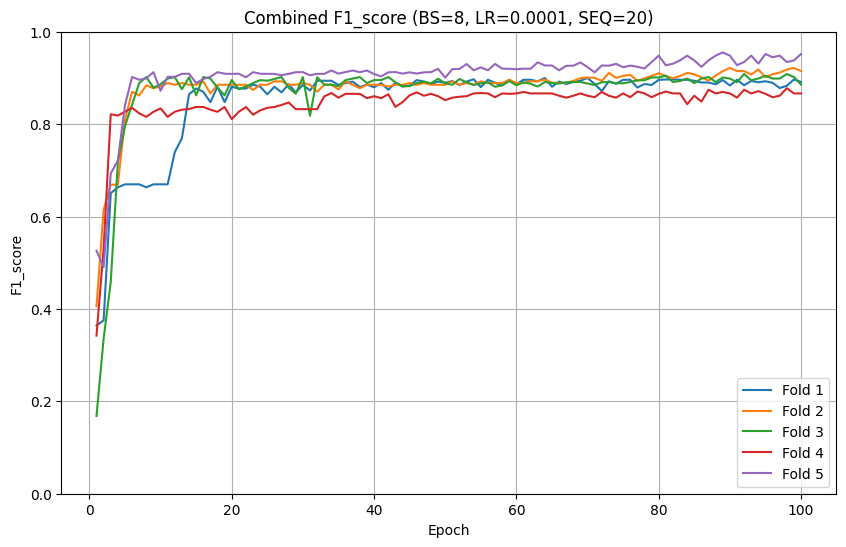 Combined F1_score (BS=8, LR=0.0001, SEQ=20)
F1_score
1.0
0.8
0.6
0.4
0.2
0.0
0
20
40
60
80
100
Epoch
Fold 1
Fold 2
Fold 3
Fold 4
Fold 5